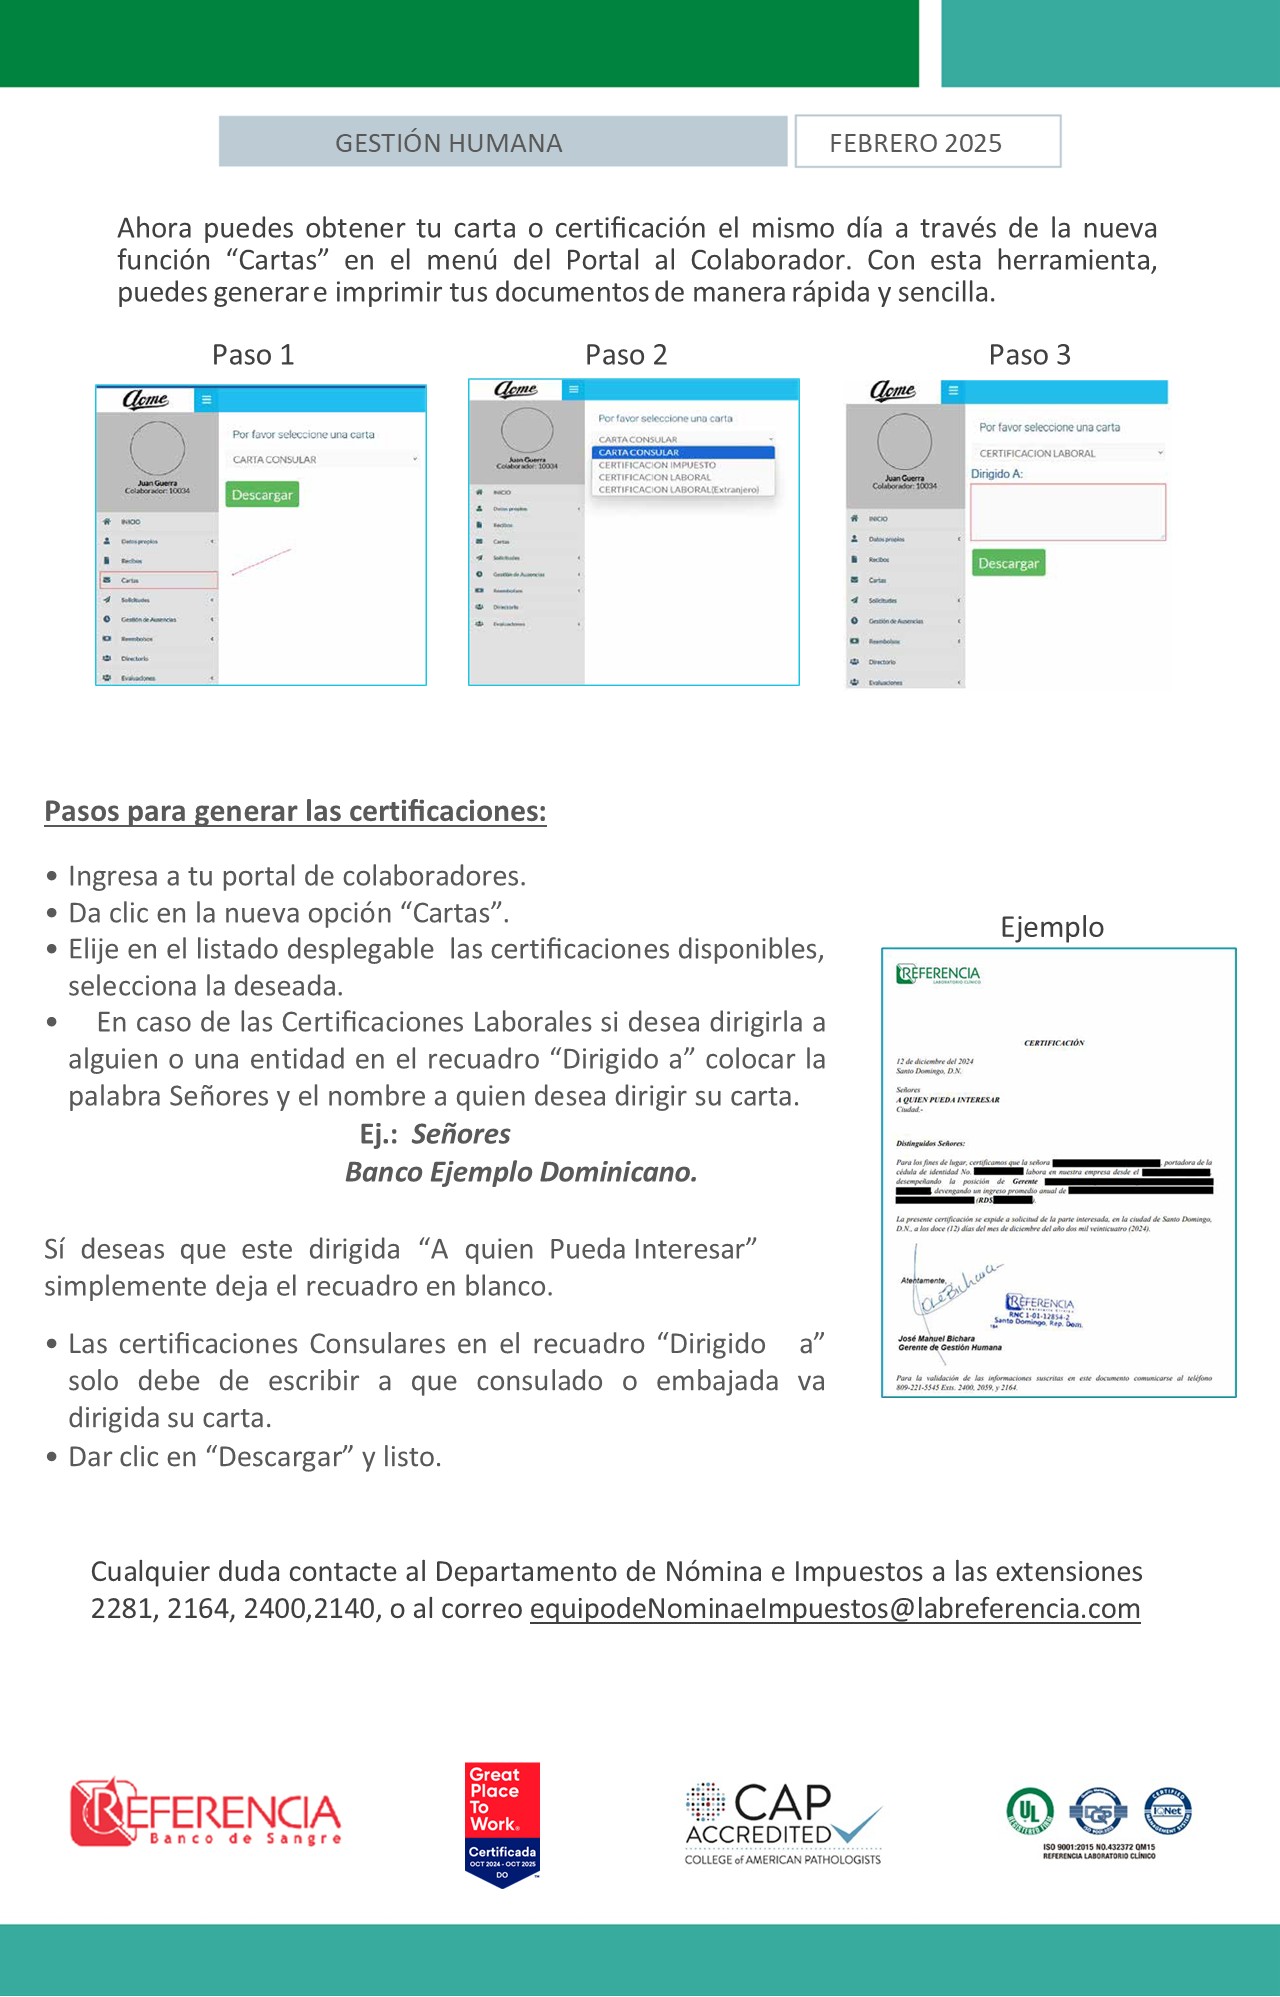 GESTIÓN HUMANA
FEBRERO 2025
Ahora puedes obtener tu carta o certificación el mismo día a través de la nueva
función “Cartas” en el menú del Portal al Colaborador. Con esta herramienta,
puedes generar e imprimir tus documentos de manera rápida y sencilla.
Paso 1
Acme
Por favor seleccione una carta
CARTA CONSULAR
Descargar
Juan Guerra
Colaborador: 10034
INICIO
Datos propios
Recibos
Cartas
Solicitudes
Gestión de Ausencias
Reembolsos
Directorio
Evaluaciones
Paso 2
Acme
Por favor seleccione una carta
CARTA CONSULAR
CARTA CONSULAR
CERTIFICACION IMPUESTO
CERTIFICACION LABORAL
CERTIFICACION LABORAL(Extranjero)
Juan Guerra
Colaborador: 10034
INICIO
Datos propios
Recibos
Cartas
Solicitudes
Gestión de Ausencias
Reembolsos
Directorio
Evaluaciones
Paso 3
Acme
Por favor seleccione una carta
CERTIFICACION LABORAL
Dirigido A:
Descargar
Juan Guerra
Colaborador: 10034
INICIO
Datos propios
Recibos
Cartas
Solicitudes
Gestión de Ausencias
Reembolsos
Directorio
Evaluaciones
Pasos para generar las certificaciones:
• Ingresa a tu portal de colaboradores.
• Da clic en la nueva opción “Cartas”.
• Elije en el listado desplegable las certificaciones disponibles,
selecciona la deseada.
• En caso de las Certificaciones Laborales si desea dirigirla a
alguien o una entidad en el recuadro “Dirigido a” colocar la
palabra Señores y el nombre a quien desea dirigir su carta.
Ej.: Señores
Banco Ejemplo Dominicano.
Sí deseas que este dirigida “A quien Pueda Interesar”
simplemente deja el recuadro en blanco.
• Las certificaciones Consulares en el recuadro “Dirigido a”
solo debe de escribir a que consulado o embajada va
dirigida su carta.
• Dar clic en “Descargar” y listo.
Ejemplo
REFERENCIA
LABORATORIO CLÍNICO
CERTIFICACIÓN
12 de diciembre del 2024
Santo Domingo, D.N.
Señores
A QUIEN PUEDA INTERESAR
Ciudad.-
Distinguidos Señores:
Para los fines de lugar, certificamos que la señora , portadora de la
cédula de identidad No. labora en nuestra empresa desde el
desempeñando la posición de Gerente
, devengando un ingreso promedio anual de
(RD$ ).
La presente certificación se expide a solicitud de la parte interesada, en la ciudad de Santo Domingo,
D.N., a los doce (12) días del mes de diciembre del año dos mil veinticuatro (2024).
Atentamente,
José Bichara
REFERENCIA
RNC 1-01-12854-2
Santo Domingo, Rep. Dom.
José Manuel Bichara
Gerente de Gestión Humana
Para la validación de las informaciones suscritas en este documento comunicarse al teléfono
809-221-5545 Exts. 2400, 2059, y 2164.
Cualquier duda contacte al Departamento de Nómina e Impuestos a las extensiones
2281, 2164, 2400,2140, o al correo equipodeNominaeImpuestos@labreferencia.com
REFERENCIA
Banco de Sangre
Great
Place
To
Work.
Certificada
OCT 2024 - OCT 2025
DO
TM
CAP
ACCREDITED
COLLEGE of AMERICAN PATHOLOGISTS
UL
REGISTERED FIRM
DQS
CERTIFIED
IQNet
MANAGEMENT SYSTEM
ISO 9001:2015 NO.432372 QM15
REFERENCIA LABORATORIO CLÍNICO